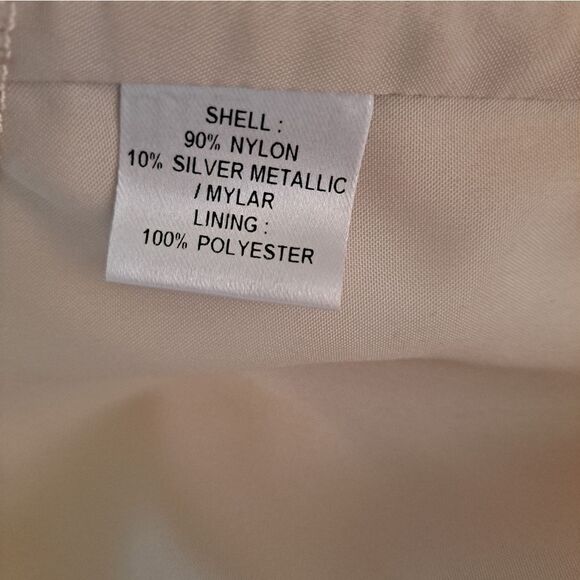 SHELL :
90% NYLON
10% SILVER METALLIC
/ MYLAR
LINING :
100% POLYESTER